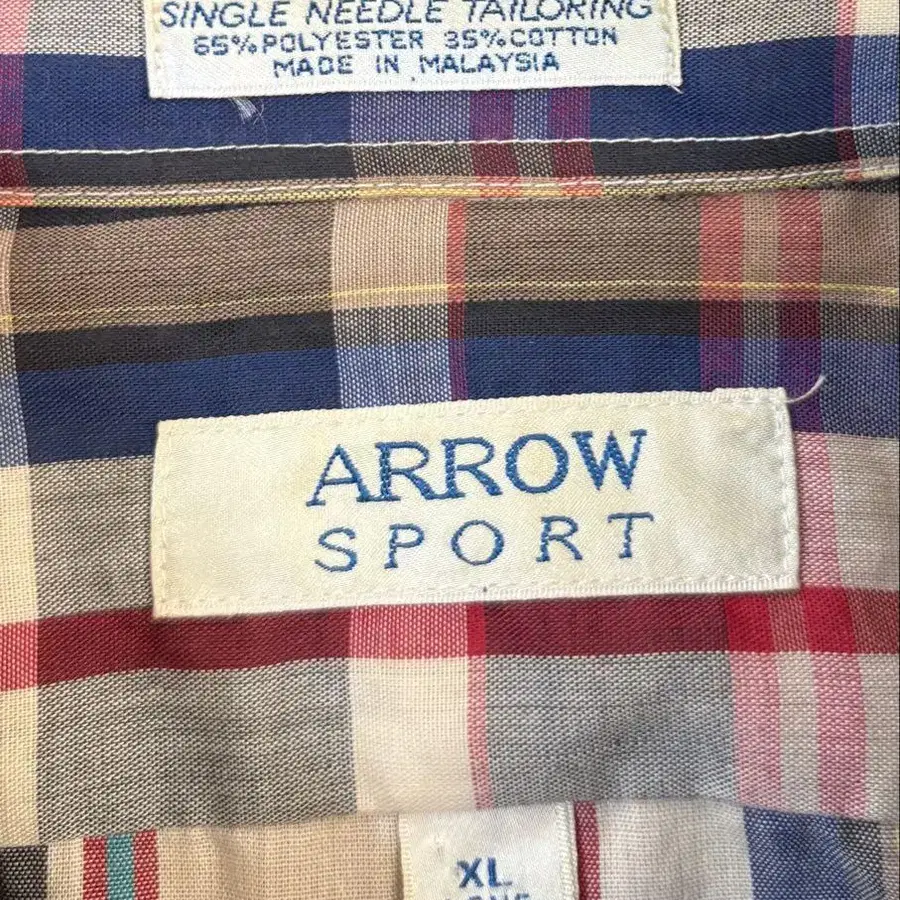 SINGLE NEEDLE TAILORING
65% POLYESTER 35% COTTON
MADE IN MALAYSIA
ARROW
SPORT
XL